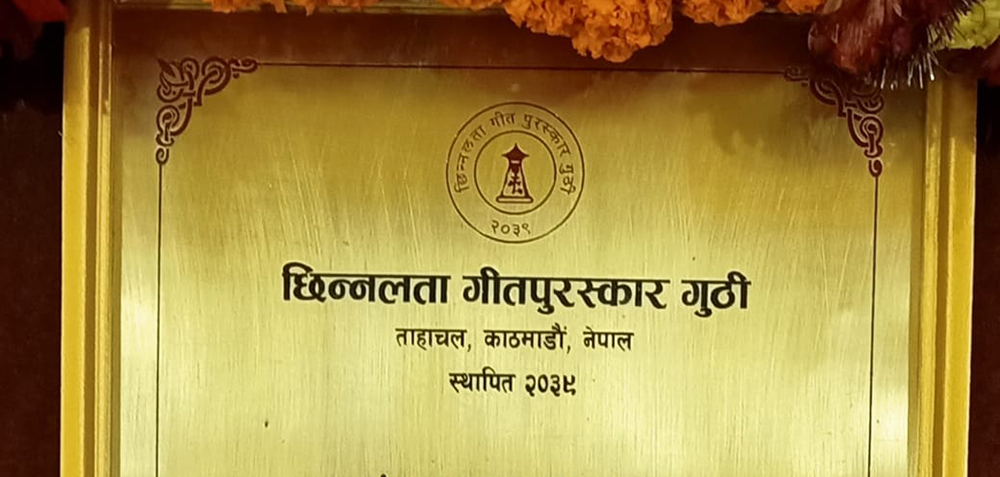 छिन्नलता गीत पुरस्कार गुठी
२०३९
छिन्नलता गीतपुरस्कार गुठी
ताहाचल, काठमाडौं, नेपाल
स्थापित २०३९